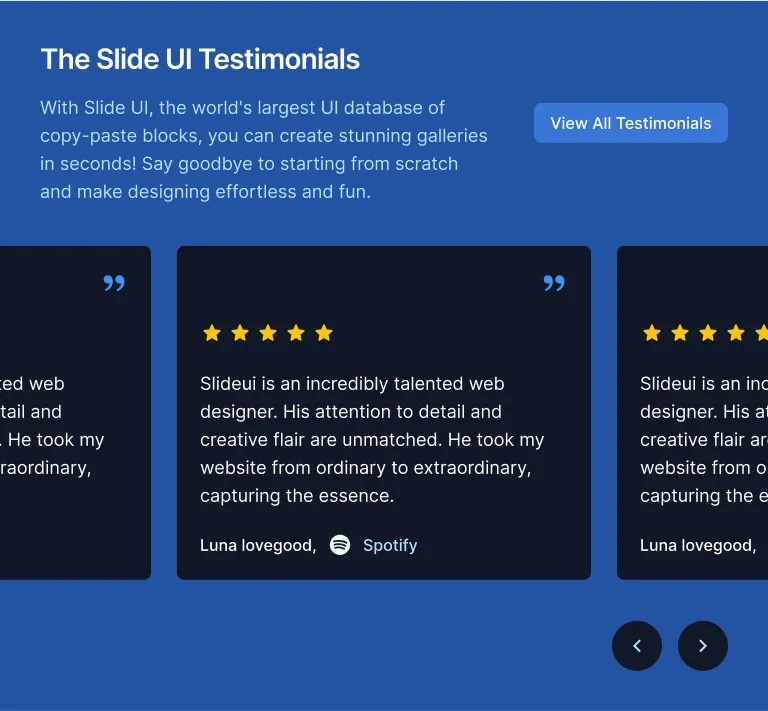 The Slide UI Testimonials
With Slide UI, the world's largest UI database of
copy-paste blocks, you can create stunning galleries
in seconds! Say goodbye to starting from scratch
and make designing effortless and fun.
View All Testimonials
web
tail and
. He took my
raordinary,
Slideui is an incredibly talented web
designer. His attention to detail and
creative flair are unmatched. He took my
website from ordinary to extraordinary,
capturing the essence.
Luna lovegood,
Spotify
Slideui is an
designer. His
creative flair
website from
capturing the
Luna lovegood,